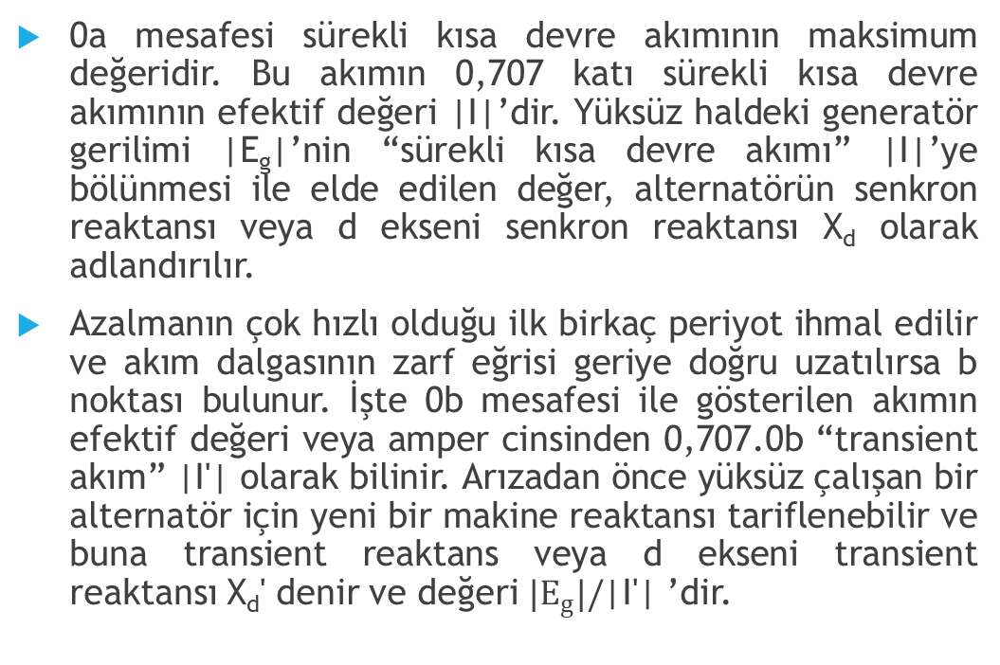 0a mesafesi sürekli kısa devre akımının maksimum
değeridir. Bu akımın 0,707 katı sürekli kısa devre
akımının efektif değeri |I|’dir. Yüksüz haldeki generatör
gerilimi |Eg|’nin “sürekli kısa devre akımı” |I|’ye
bölünmesi ile elde edilen değer, alternatörün senkron
reaktansı veya d ekseni senkron reaktansı Xd olarak
adlandırılır.
Azalmanın çok hızlı olduğu ilk birkaç periyot ihmal edilir
ve akım dalgasının zarf eğrisi geriye doğru uzatılırsa b
noktası bulunur. İşte 0b mesafesi ile gösterilen akımın
efektif değeri veya amper cinsinden 0,707.0b “transient
akım” |I'| olarak bilinir. Arızadan önce yüksüz çalışan bir
alternatör için yeni bir makine reaktansı tariflenebilir ve
buna transient reaktans veya d ekseni transient
reaktansı Xd' denir ve değeri |Eg|/|I'| ’dir.